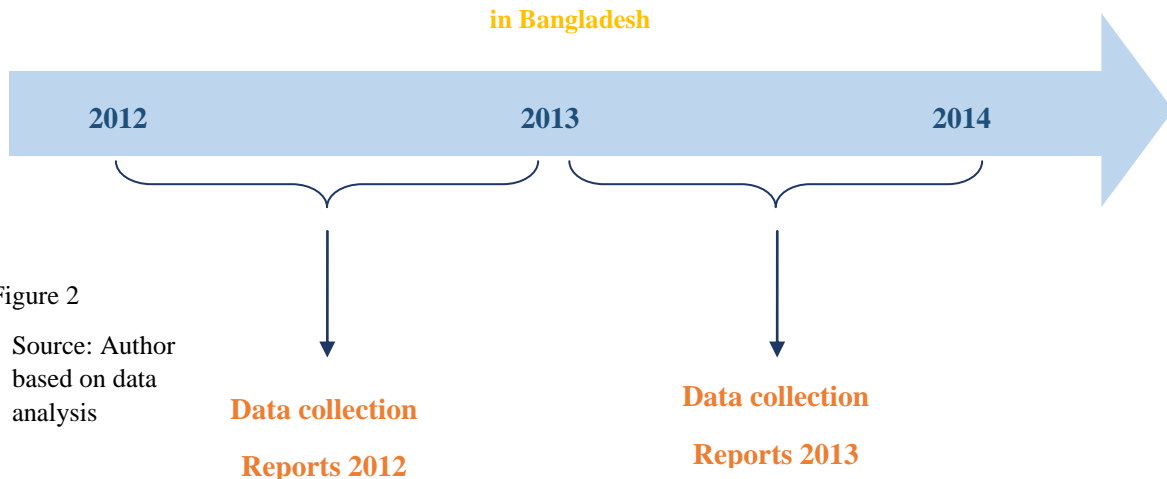 in Bangladesh
2012 2013 2014
Figure 2
Source: Author
based on data
analysis
Data collection
Reports 2012
Data collection
Reports 2013